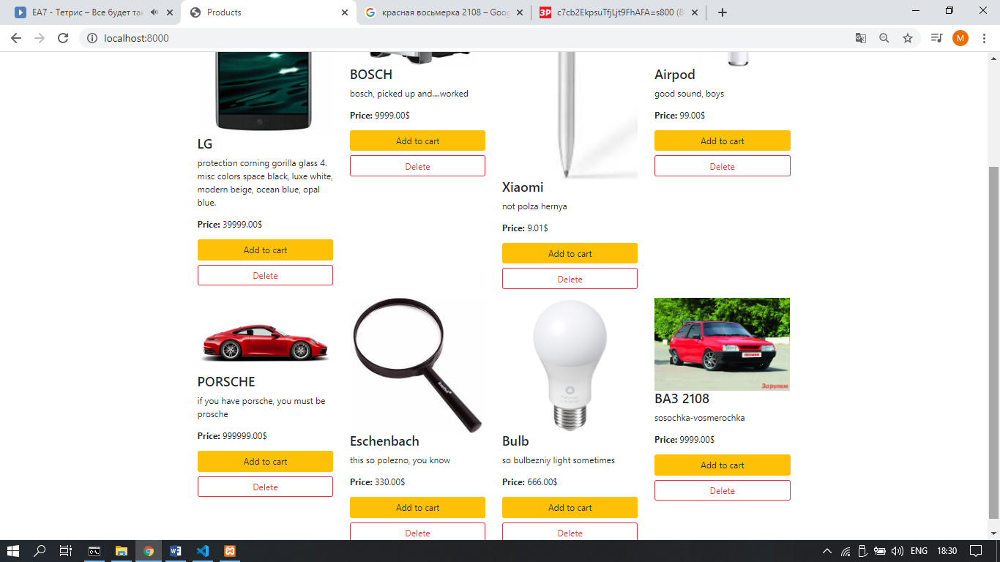 EA7 - Тетрис – Все будет так
Products
красная восьмерка 2108 – Goog
c7cb2EkpsuTfjLjt9FhAFA=s800 (8
localhost:8000
M
LG
protection corning gorilla glass 4.
misc colors space black, luxe white,
modern beige, ocean blue, opal
blue.
Price: 39999.00$
Add to cart
Delete
BOSCH
bosch, picked up and....worked
Price: 9999.00$
Add to cart
Delete
Xiaomi
not polza hernya
Price: 9.01$
Add to cart
Delete
Airpod
good sound, boys
Price: 99.00$
Add to cart
Delete
PORSCHE
if you have porsche, you must be
prosche
Price: 999999.00$
Add to cart
Delete
Eschenbach
this so polezno, you know
Price: 330.00$
Add to cart
Delete
Bulb
so bulbezniy light sometimes
Price: 666.00$
Add to cart
Delete
REDMEN
Зарулем
ВАЗ 2108
sosochka-vosmerochka
Price: 9999.00$
Add to cart
Delete
ENG
18:30